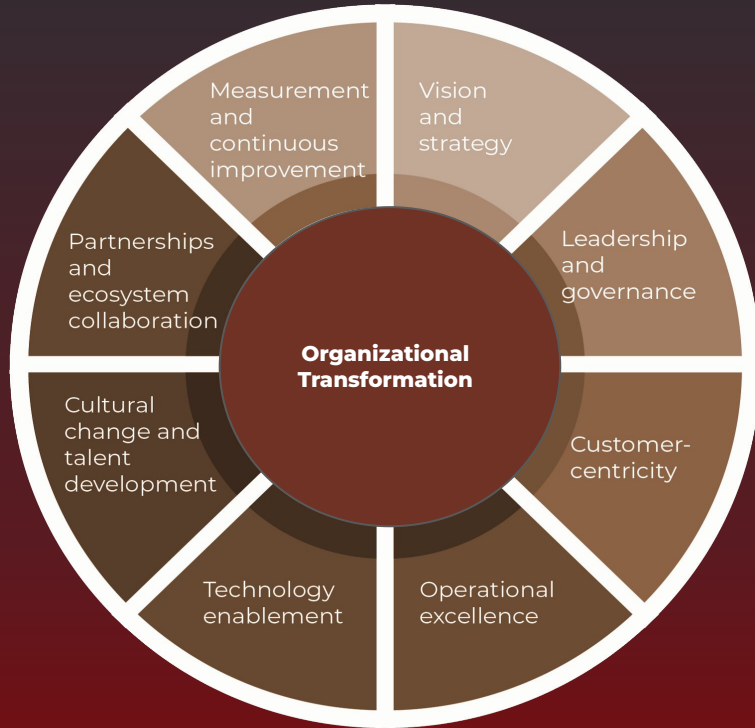 Measurement
and
continuous
improvement
Vision
and
strategy
Leadership
and
governance
Customer-
centricity
Operational
excellence
Technology
enablement
Cultural
change and
talent
development
Partnerships
and
ecosystem
collaboration
Organizational
Transformation